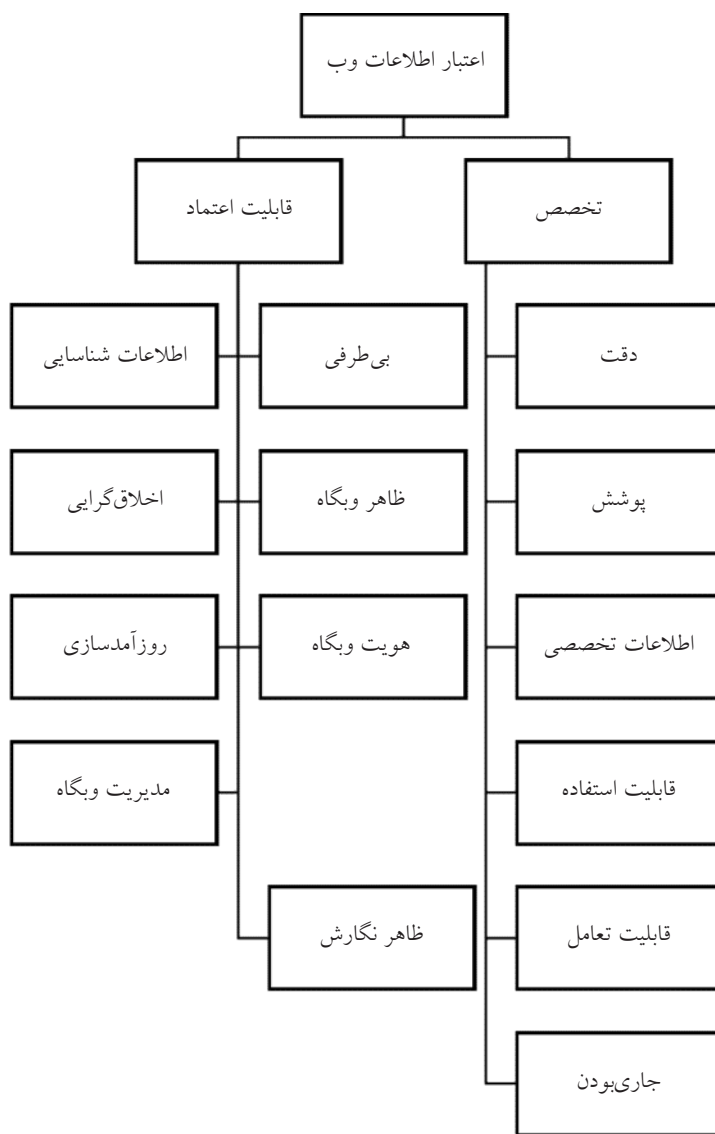 اعتبار اطلاعات وب
تخصص
قابلیت اعتماد
دقت
بی‌طرفی
اطلاعات شناسایی
پوشش
ظاهر وبگاه
اخلاق‌گرایی
اطلاعات تخصصی
هویت وبگاه
روزآمدسازی
قابلیت استفاده
مدیریت وبگاه
قابلیت تعامل
ظاهر نگارش
جاری‌بودن